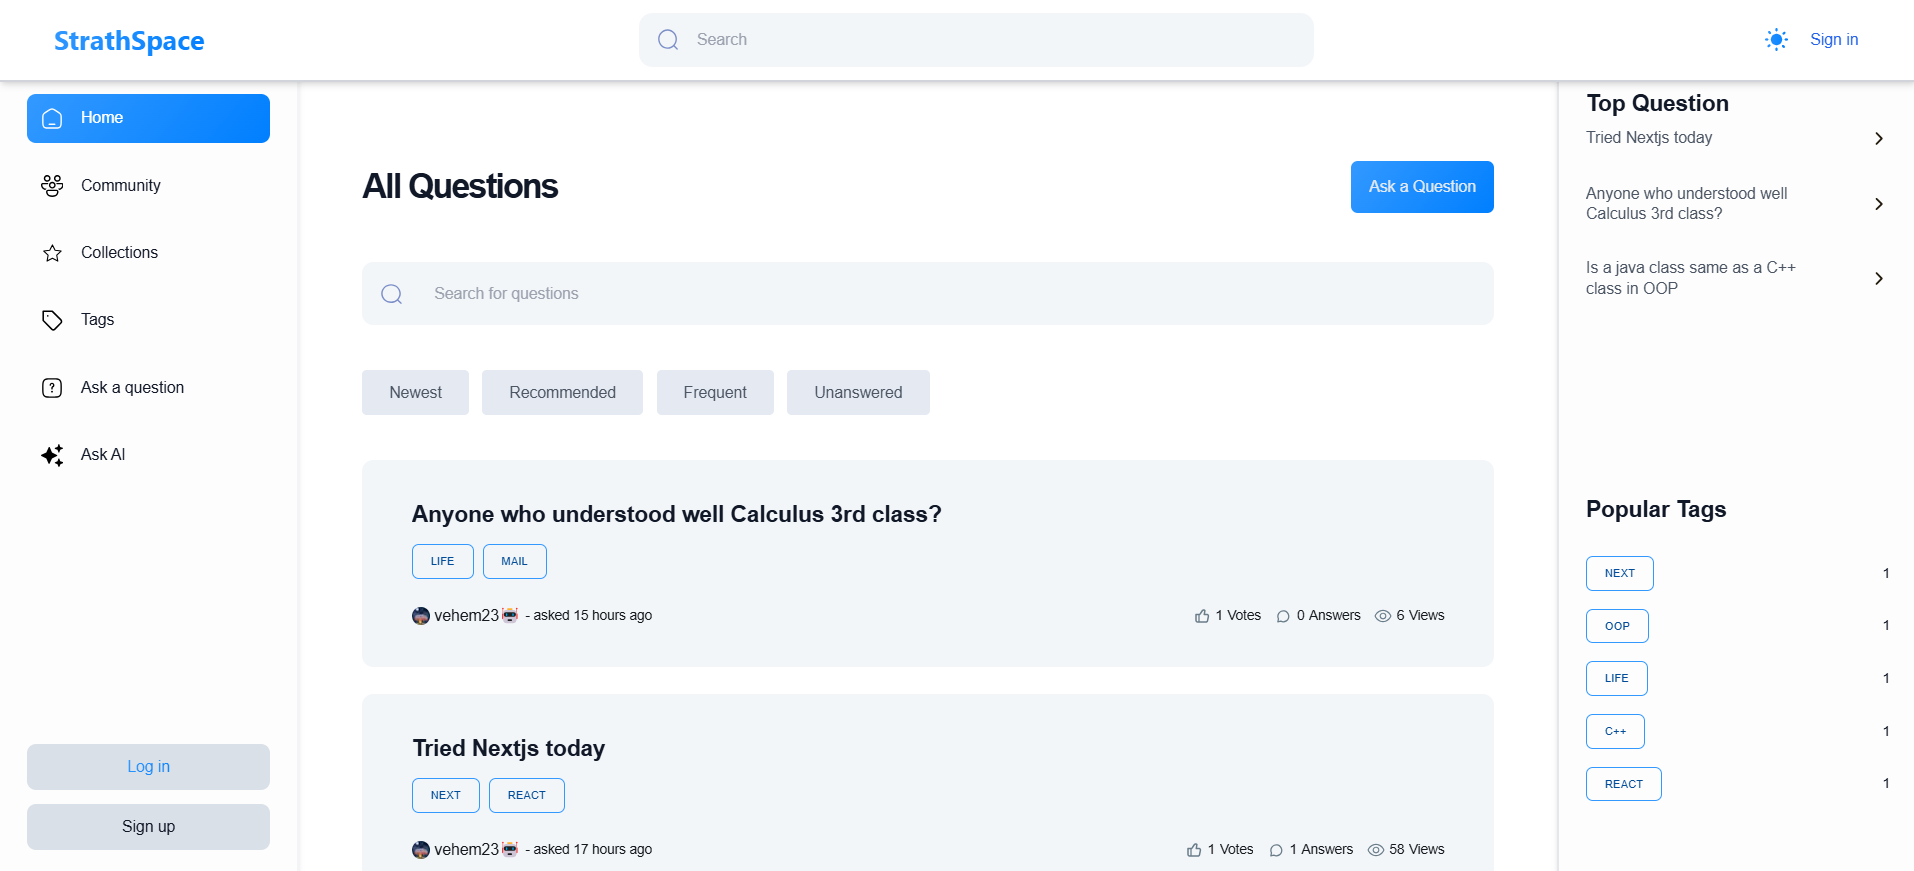 StrathSpace
Search
Sign in
Home
Community
Collections
Tags
Ask a question
Ask AI
Log in
Sign up
All Questions
Ask a Question
Search for questions
Newest
Recommended
Frequent
Unanswered
Anyone who understood well Calculus 3rd class?
LIFE
MAIL
vehem23🤖 - asked 15 hours ago
1 Votes
0 Answers
6 Views
Tried Nextjs today
NEXT
REACT
vehem23🤖 - asked 17 hours ago
1 Votes
1 Answers
58 Views
Top Question
Tried Nextjs today
Anyone who understood well
Calculus 3rd class?
Is a java class same as a C++
class in OOP
Popular Tags
NEXT 1
OOP 1
LIFE 1
C++ 1
REACT 1